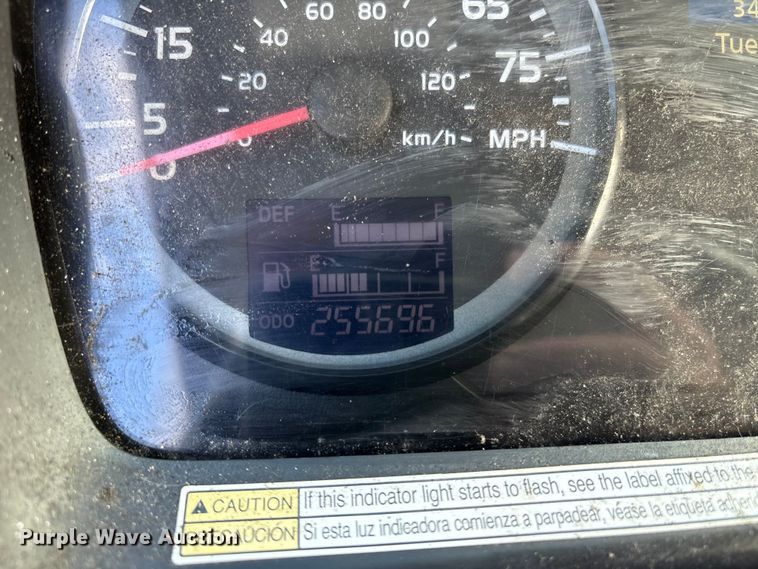 60 80 65 34
15 40 100 75 Tue
20 120
5 0 km/h MPH
0
DEF E F
E F
ODO 255696
CAUTION If this indicator light starts to flash, see the label affixed to the
Si esta luz indicadora comienza a parpadear, véase la etiqueta
Purple Wave Auction